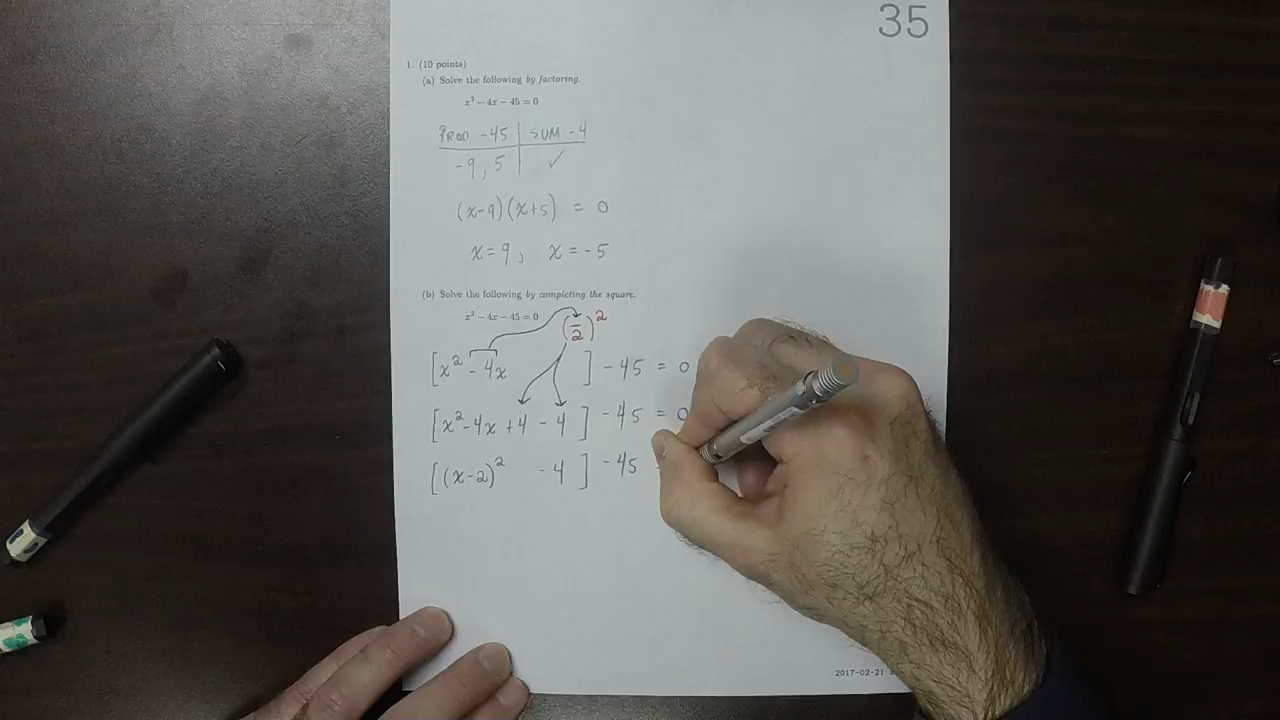 35
1. (10 points)
(a) Solve the following by factoring.
x² − 4x − 45 = 0
PROD -45 | SUM -4
-9, 5 | ✓
(x-9)(x+5) = 0
x=9, x=-5
(b) Solve the following by completing the square.
x² − 4x − 45 = 0
(─/2)²
[x² - 4x ] - 45 = 0
[x² - 4x + 4 - 4 ] - 45 = 0
[(x-2)² - 4 ] - 45
2017-02-21